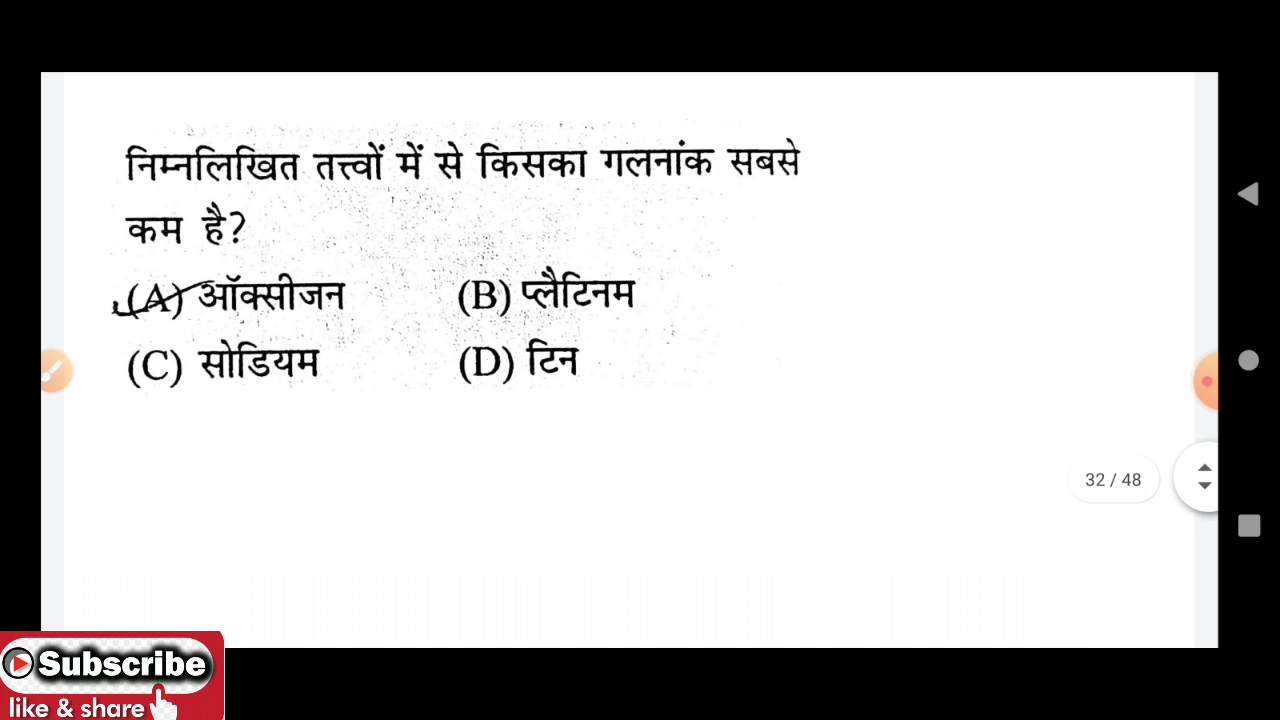 निम्नलिखित तत्त्वों में से किसका गलनांक सबसे
कम है?
(A) ऑक्सीजन (B) प्लैटिनम
(C) सोडियम (D) टिन
32 / 48
Subscribe
like & share